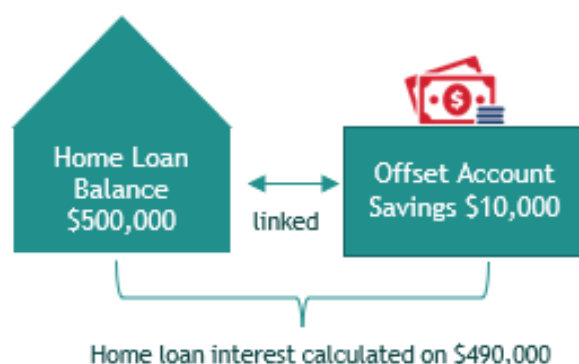 Home Loan
Balance
$500,000
linked
$
Offset Account
Savings $10,000
Home loan interest calculated on $490,000